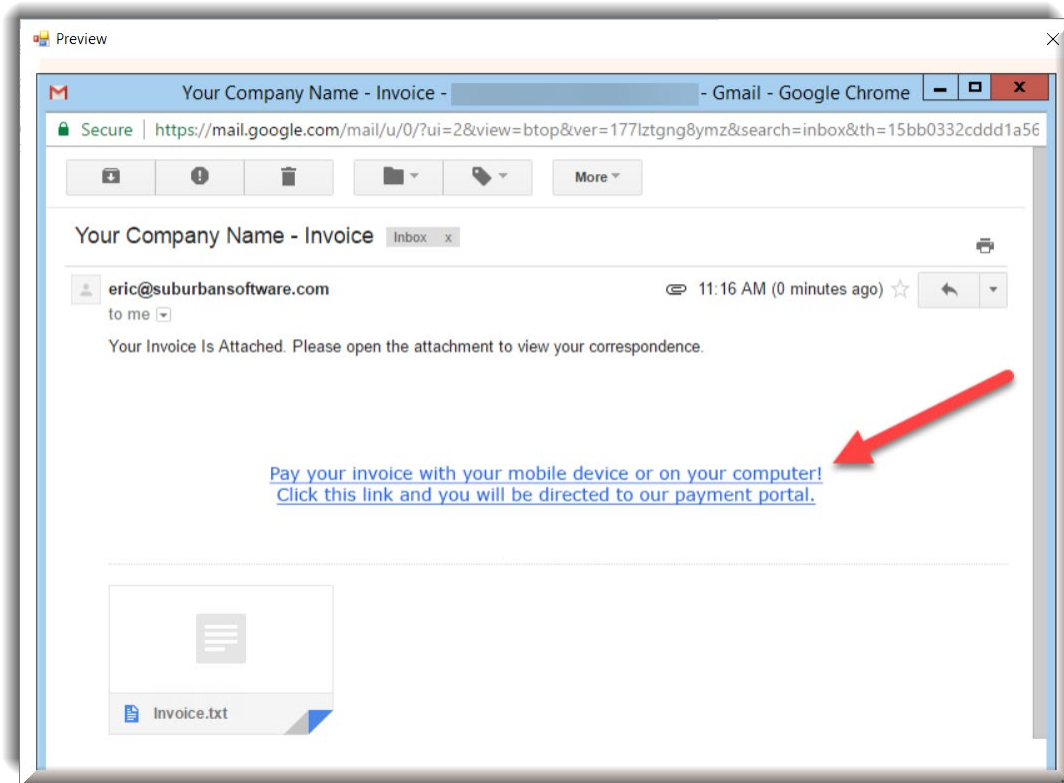 Preview
Your Company Name - Invoice - - Gmail - Google Chrome
Secure https://mail.google.com/mail/u/0/?ui=2&view=btop&ver=177lztgng8ymz&search=inbox&th=15bb0332cddd1a56
More
Your Company Name - Invoice Inbox x
eric@suburbansoftware.com 11:16 AM (0 minutes ago)
to me
Your Invoice Is Attached. Please open the attachment to view your correspondence.
Pay your invoice with your mobile device or on your computer!
Click this link and you will be directed to our payment portal.
Invoice.txt